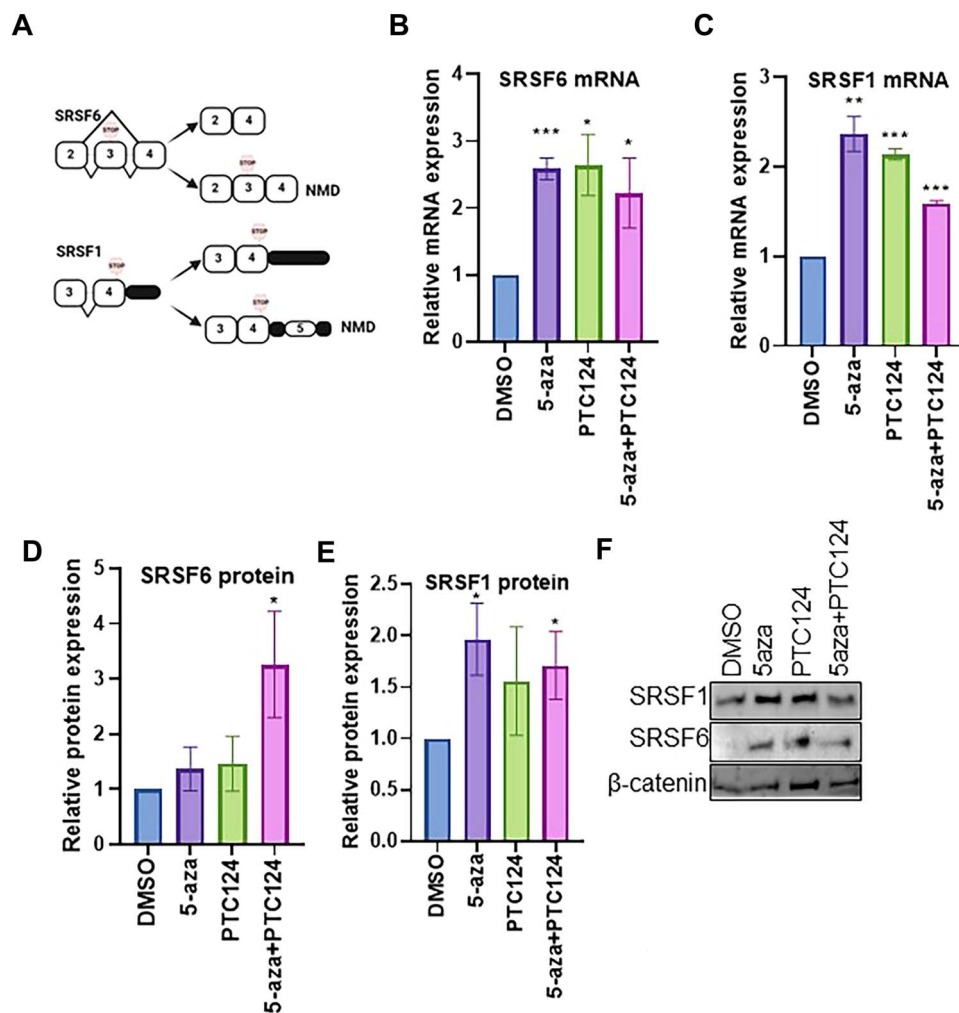 A
SRSF6
STOP
2 3 4
2 4
STOP
2 3 4 NMD
SRSF1
STOP
3 4
STOP
3 4
STOP
3 4 5 NMD
B
SRSF6 mRNA
Relative mRNA expression
4
3
2
1
0
***
*
*
DMSO
5-aza
PTC124
5-aza+PTC124
C
SRSF1 mRNA
Relative mRNA expression
3
2
1
0
**
***
***
DMSO
5-aza
PTC124
5-aza+PTC124
D
SRSF6 protein
Relative protein expression
5
4
3
2
1
0
*
DMSO
5-aza
PTC124
5-aza+PTC124
E
SRSF1 protein
Relative protein expression
2.5
2.0
1.5
1.0
0.5
0.0
*
*
DMSO
5-aza
PTC124
5-aza+PTC124
F
DMSO
5aza
PTC124
5aza+PTC124
SRSF1
SRSF6
β-catenin